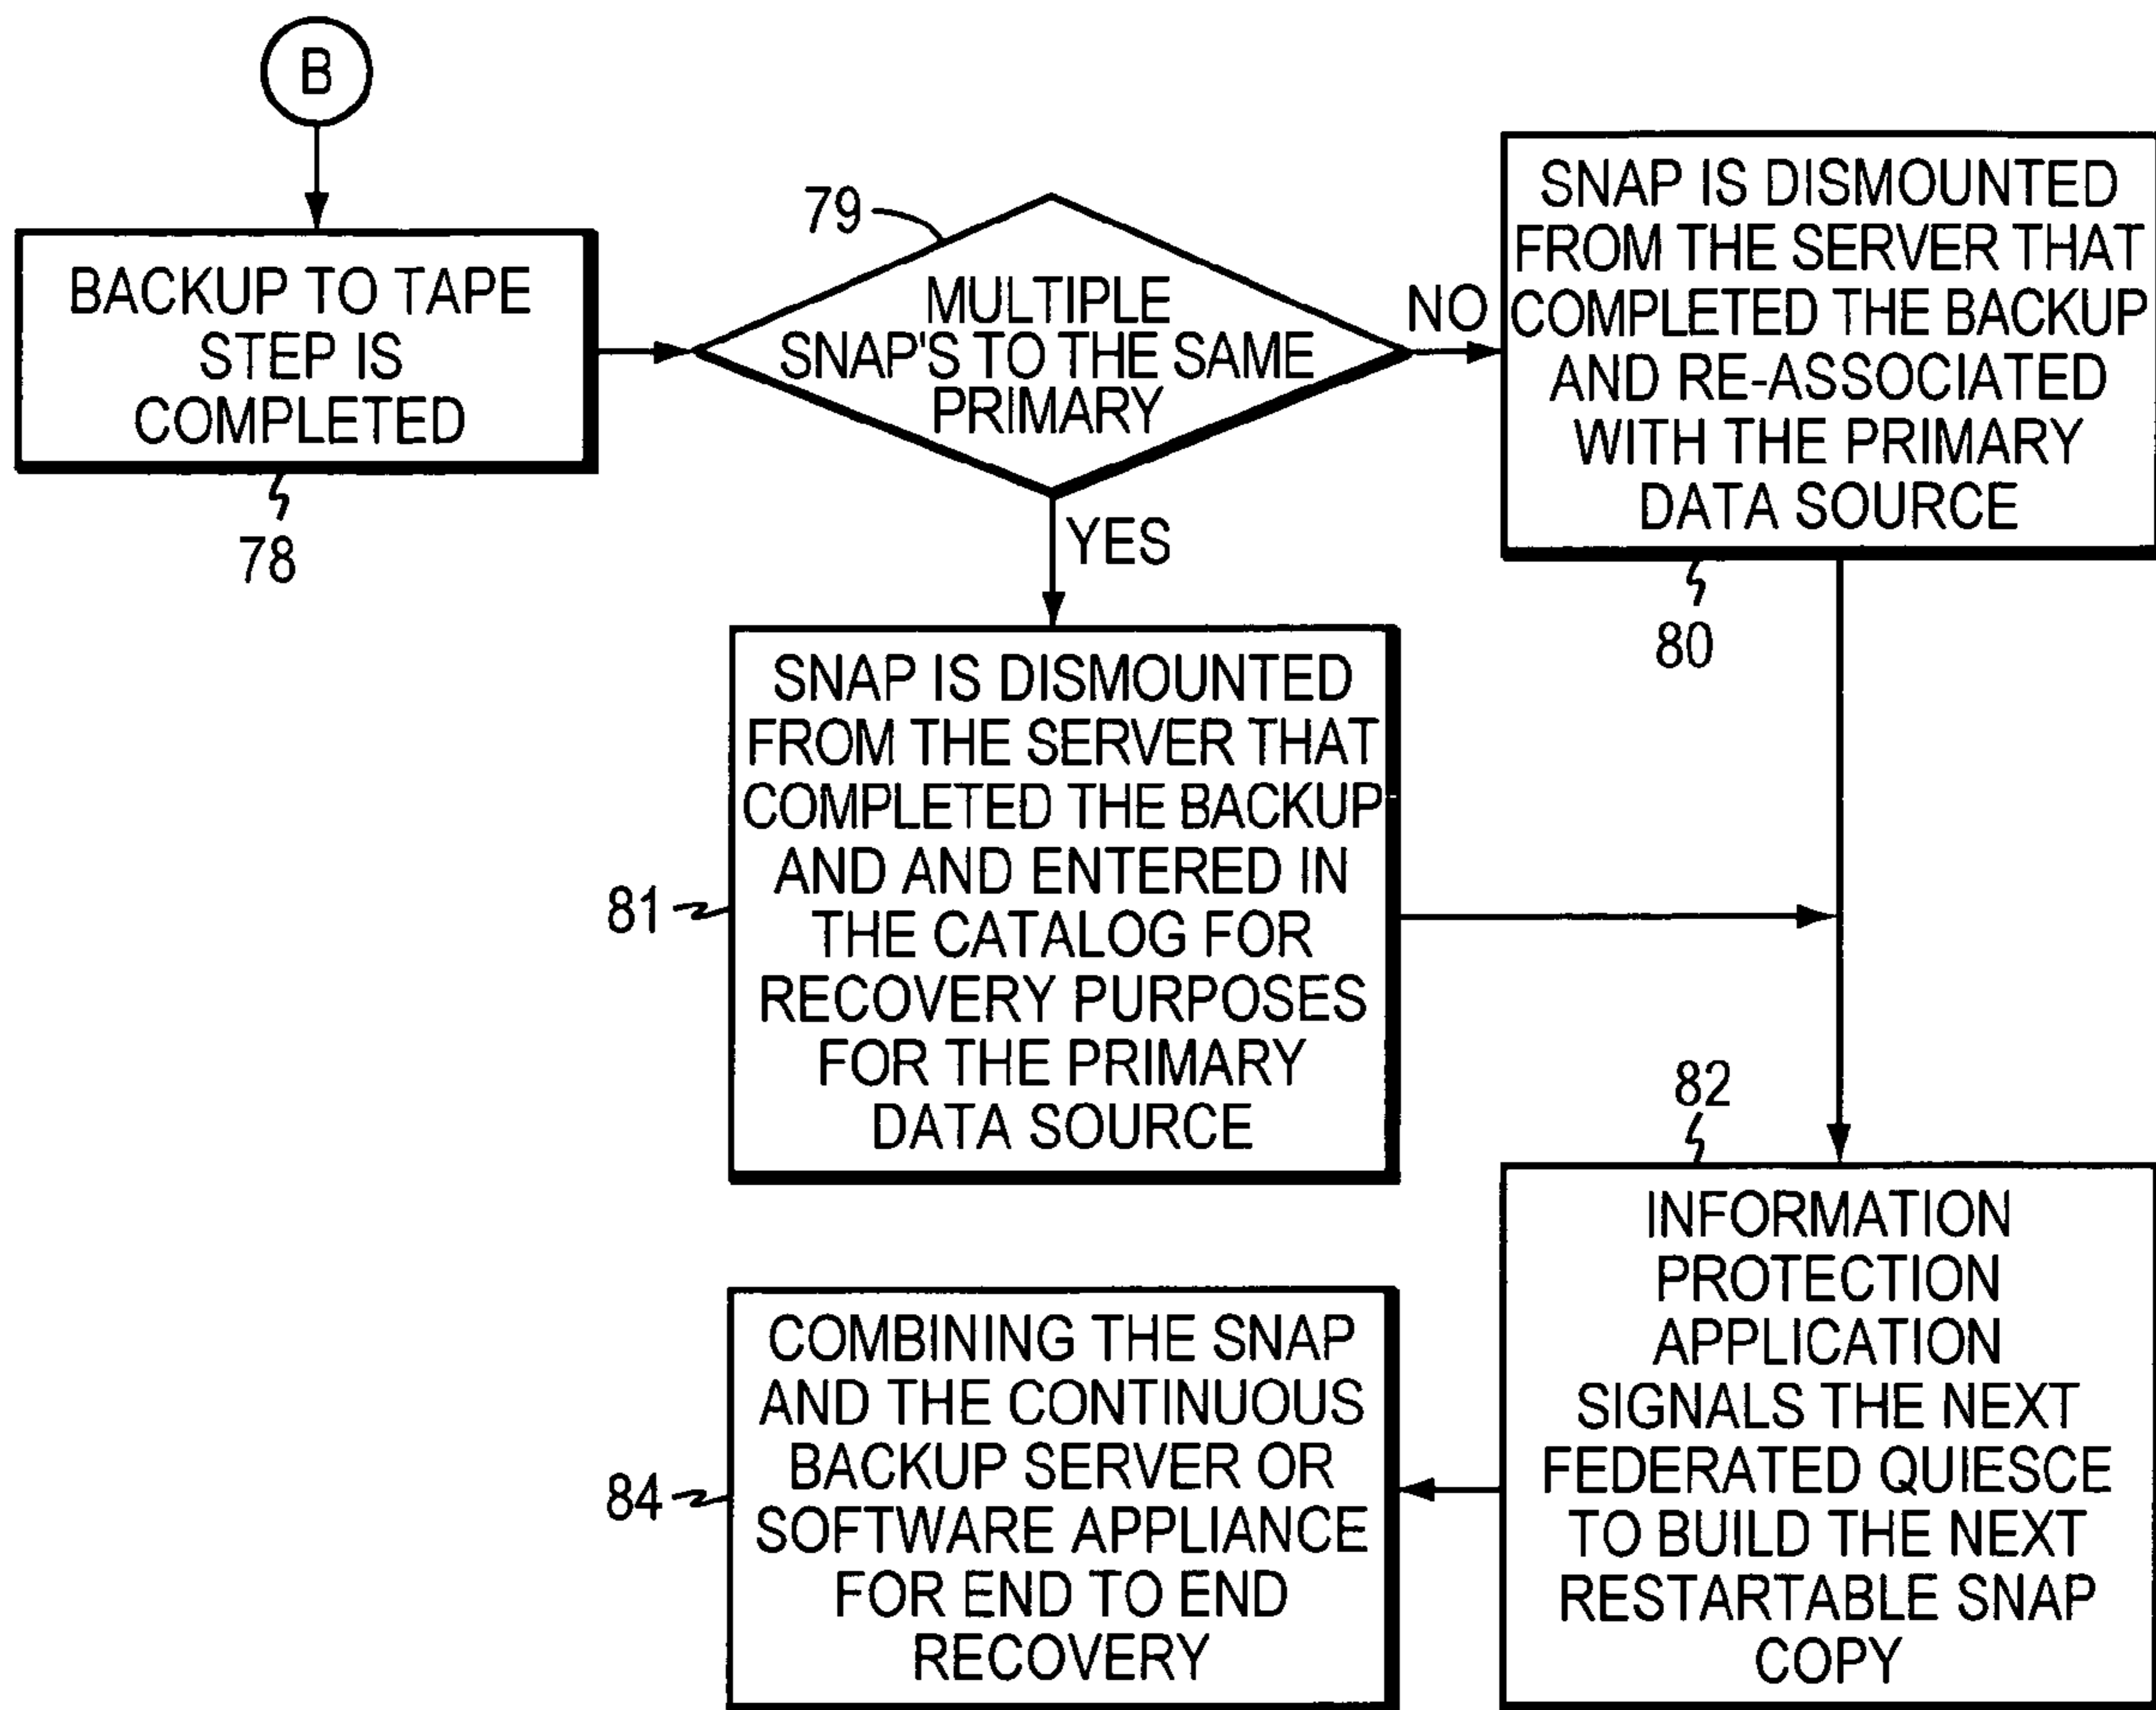 B
BACKUP TO TAPE
STEP IS
COMPLETED
78
79
MULTIPLE
SNAP'S TO THE SAME
PRIMARY
NO
YES
SNAP IS DISMOUNTED
FROM THE SERVER THAT
COMPLETED THE BACKUP
AND RE-ASSOCIATED
WITH THE PRIMARY
DATA SOURCE
80
SNAP IS DISMOUNTED
FROM THE SERVER THAT
COMPLETED THE BACKUP
AND AND ENTERED IN
THE CATALOG FOR
RECOVERY PURPOSES
FOR THE PRIMARY
DATA SOURCE
81
82
INFORMATION
PROTECTION
APPLICATION
SIGNALS THE NEXT
FEDERATED QUIESCE
TO BUILD THE NEXT
RESTARTABLE SNAP
COPY
COMBINING THE SNAP
AND THE CONTINUOUS
BACKUP SERVER OR
SOFTWARE APPLIANCE
FOR END TO END
RECOVERY
84